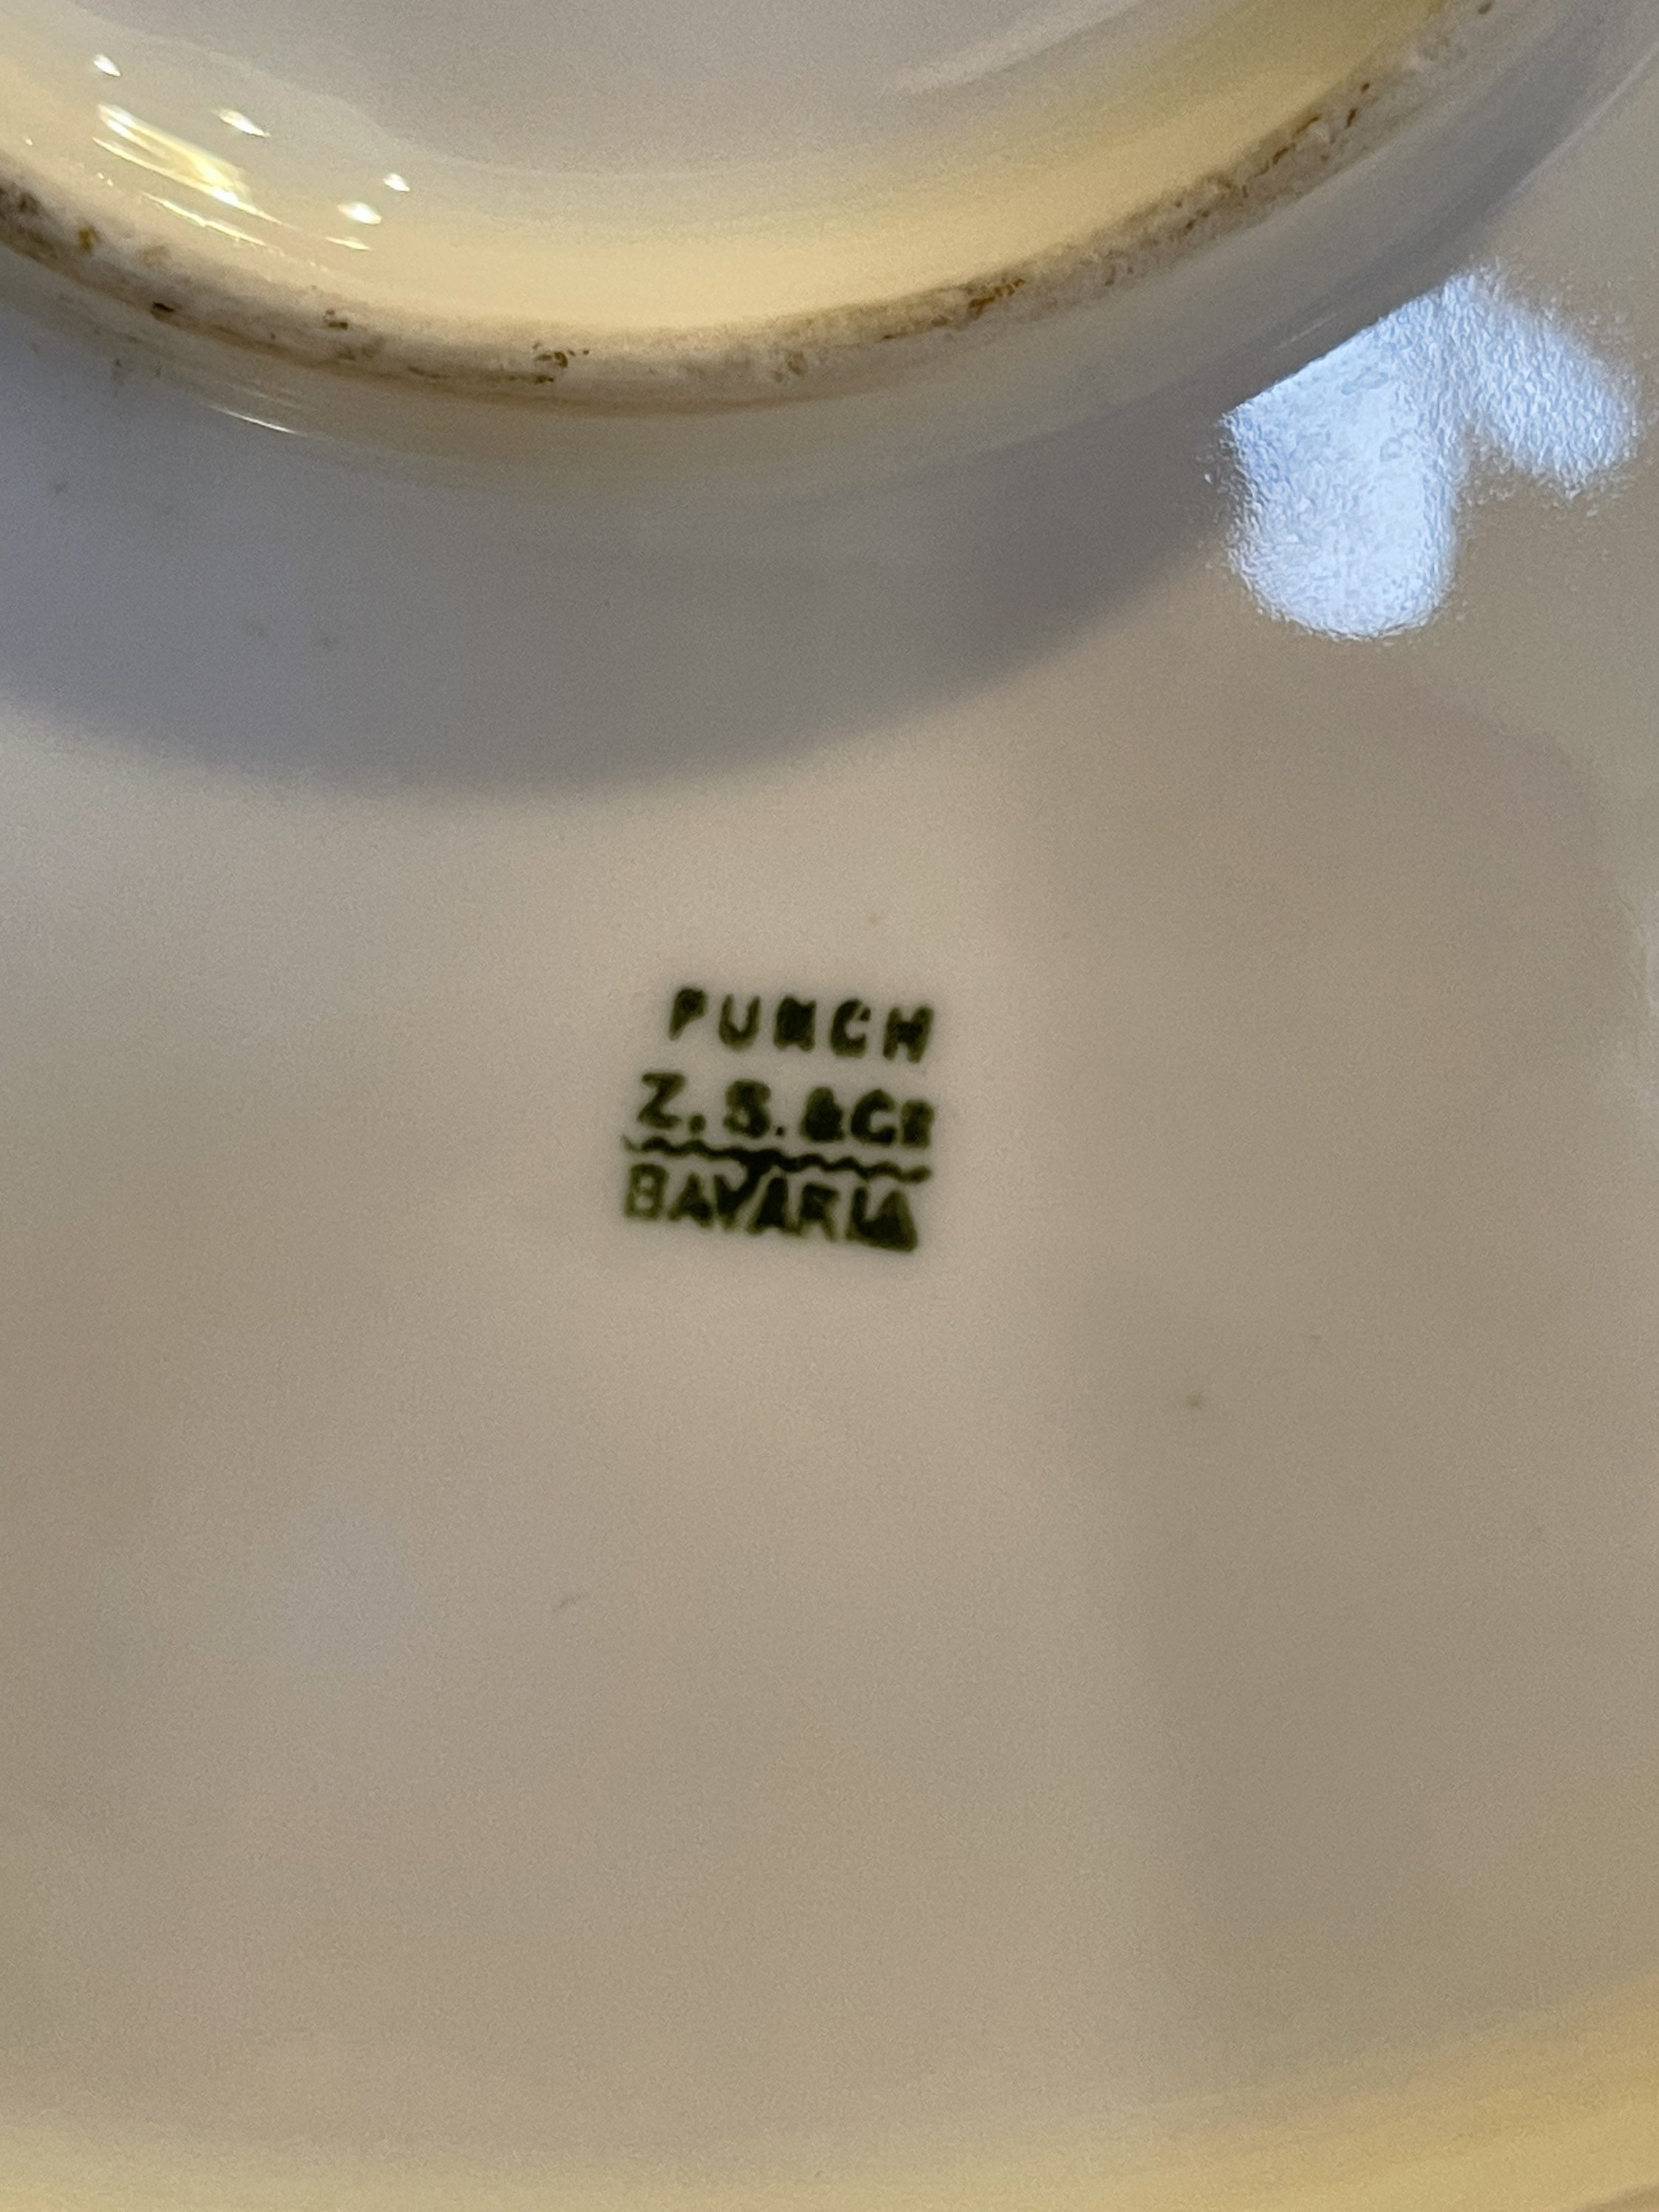 PUNCH
Z. S. & Co
BAVARIA